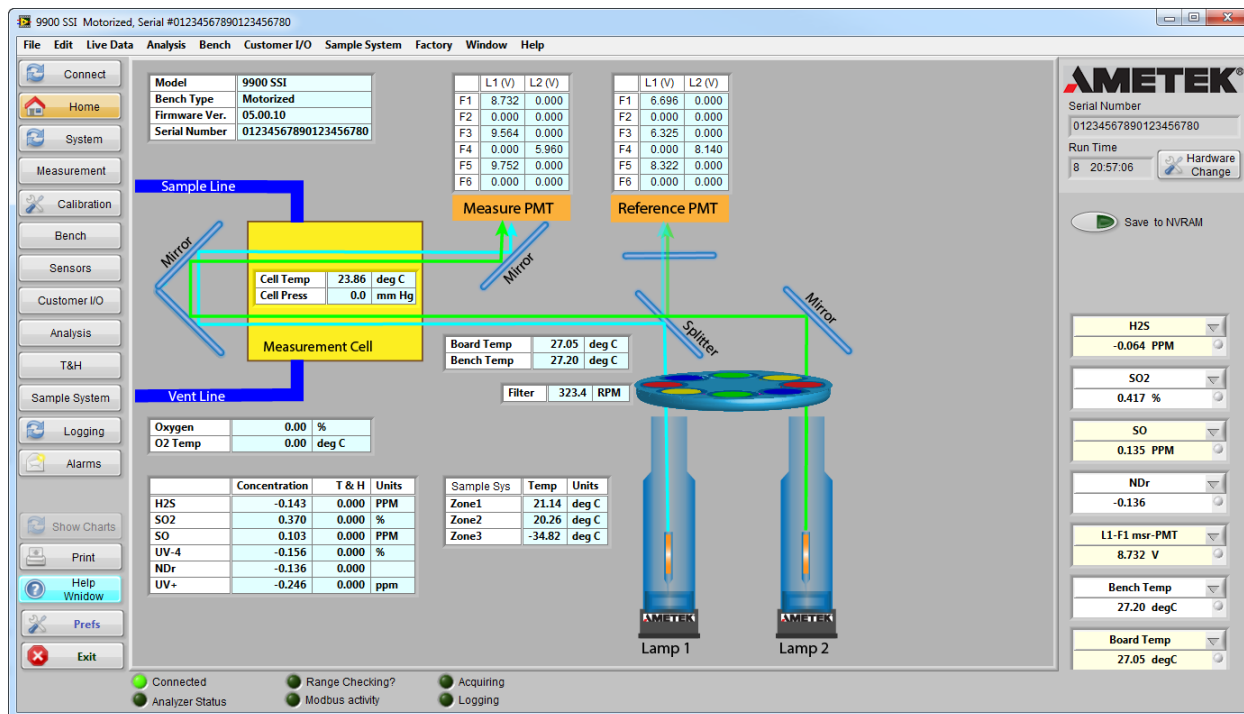 9900 SSI Motorized, Serial #01234567890123456780
File Edit Live Data Analysis Bench Customer I/O Sample System Factory Window Help
Connect
Home
System
Measurement
Calibration
Bench
Sensors
Customer I/O
Analysis
T&H
Sample System
Logging
Alarms
Show Charts
Print
Help
Wnidow
Prefs
Exit
Model 9900 SSI
Bench Type Motorized
Firmware Ver. 05.00.10
Serial Number 01234567890123456780
L1 (V) L2 (V)
F1 8.732 0.000
F2 0.000 0.000
F3 9.564 0.000
F4 0.000 5.960
F5 9.752 0.000
F6 0.000 0.000
Measure PMT
L1 (V) L2 (V)
F1 6.696 0.000
F2 0.000 0.000
F3 6.325 0.000
F4 0.000 8.140
F5 8.322 0.000
F6 0.000 0.000
Reference PMT
Sample Line
Mirror
Mirror
Mirror
Splitter
Cell Temp 23.86 deg C
Cell Press 0.0 mm Hg
Measurement Cell
Vent Line
Board Temp 27.05 deg C
Bench Temp 27.20 deg C
Filter 323.4 RPM
Oxygen 0.00 %
O2 Temp 0.00 deg C
Concentration T & H Units
H2S -0.143 0.000 PPM
SO2 0.370 0.000 %
SO 0.103 0.000 PPM
UV-4 -0.156 0.000 %
NDr -0.136 0.000
UV+ -0.246 0.000 ppm
Sample Sys Temp Units
Zone1 21.14 deg C
Zone2 20.26 deg C
Zone3 -34.82 deg C
AMETEK
AMETEK
Lamp 1
Lamp 2
AMETEK®
Serial Number
01234567890123456780
Run Time
8 20:57:06
Hardware
Change
Save to NVRAM
H2S
-0.064 PPM
SO2
0.417 %
SO
0.135 PPM
NDr
-0.136
L1-F1 msr-PMT
8.732 V
Bench Temp
27.20 degC
Board Temp
27.05 degC
Connected Range Checking? Acquiring
Analyzer Status Modbus activity Logging